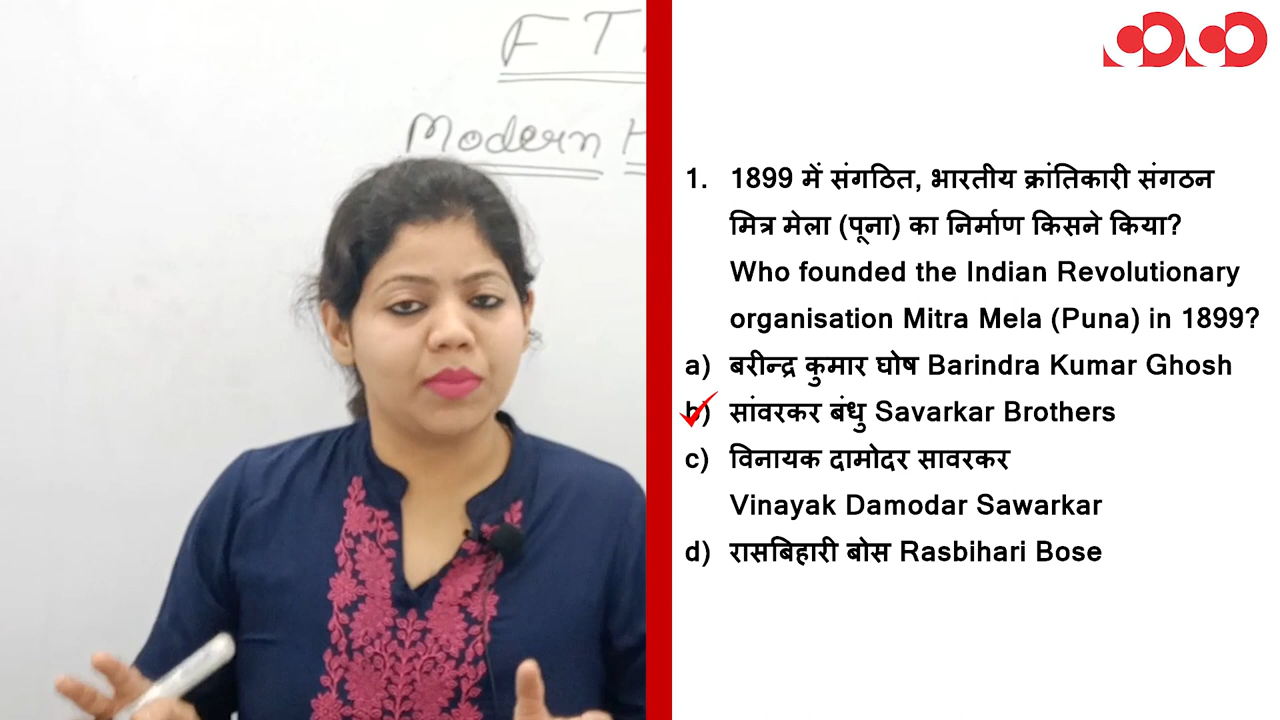 F T
Modern H
1. 1899 में संगठित, भारतीय क्रांतिकारी संगठन
मित्र मेला (पूना) का निर्माण किसने किया?
Who founded the Indian Revolutionary
organisation Mitra Mela (Puna) in 1899?
a) बरीन्द्र कुमार घोष Barindra Kumar Ghosh
b) सांवरकर बंधु Savarkar Brothers
c) विनायक दामोदर सावरकर
Vinayak Damodar Sawarkar
d) रासबिहारी बोस Rasbihari Bose